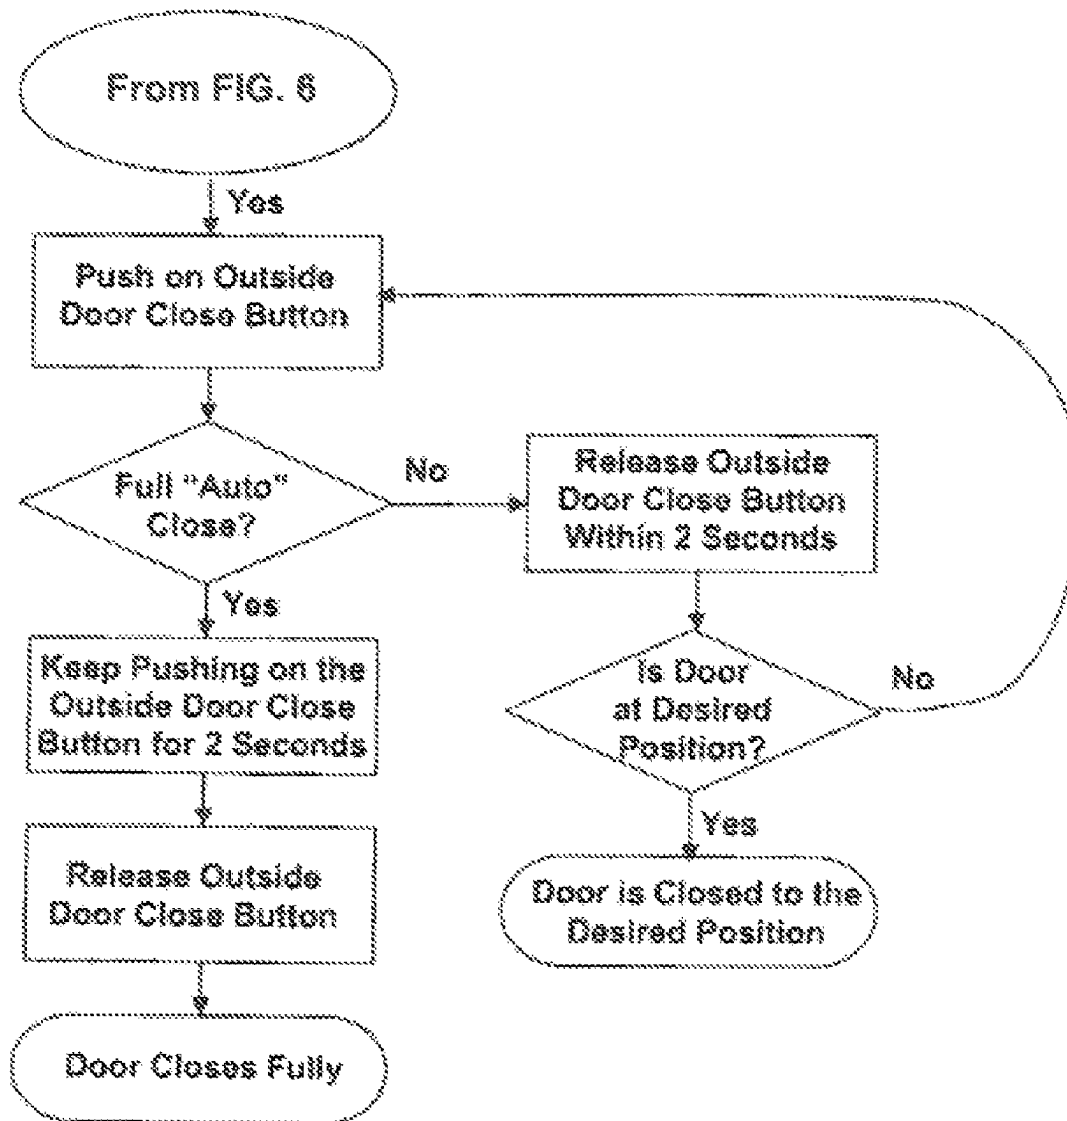 From FIG. 6
Yes
Push on Outside
Door Close Button
Full "Auto"
Close?
No
Release Outside
Door Close Button
Within 2 Seconds
Yes
Keep Pushing on the
Outside Door Close
Button for 2 Seconds
Is Door
at Desired
Position?
No
Yes
Release Outside
Door Close Button
Door is Closed to the
Desired Position
Door Closes Fully